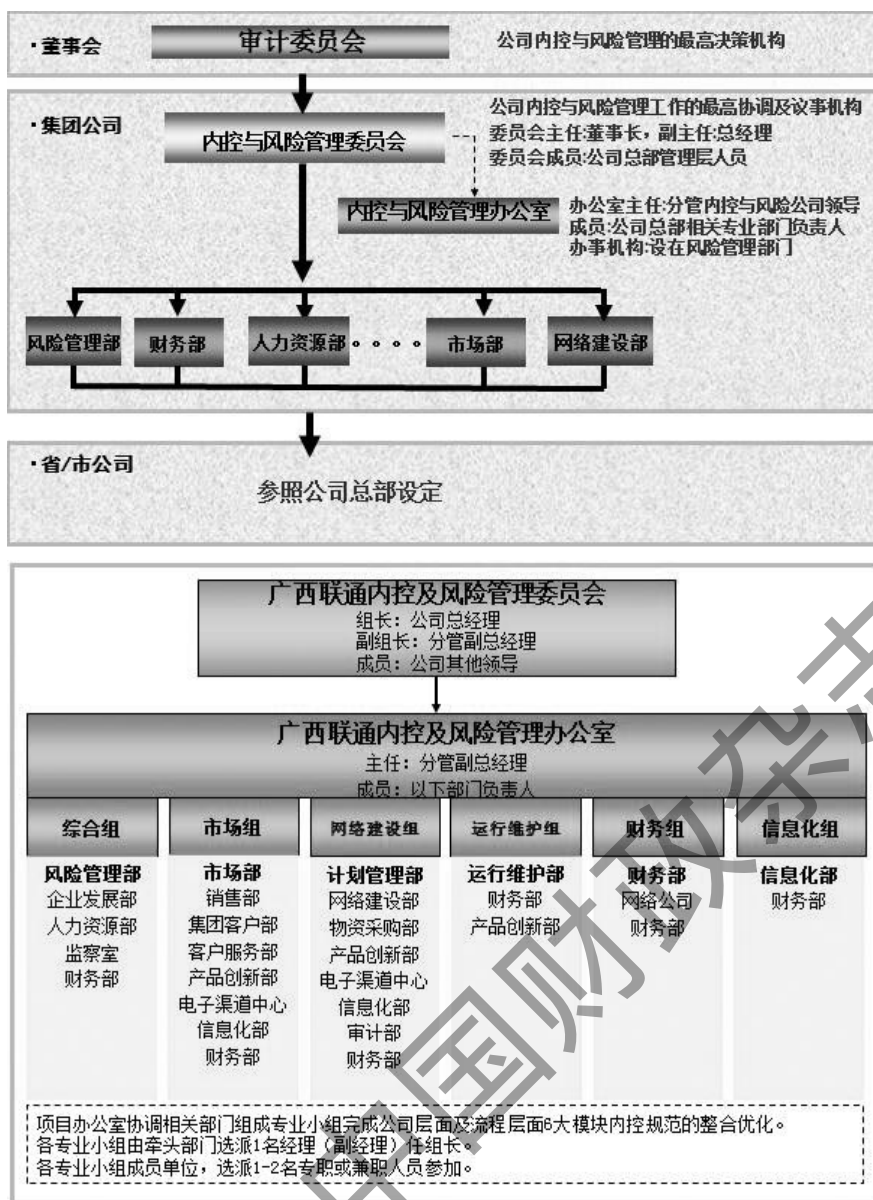 ·董事会
审计委员会
公司内控与风险管理的最高决策机构
·集团公司
内控与风险管理委员会
公司内控与风险管理工作的最高协调及议事机构
委员会主任:董事长，副主任:总经理
委员会成员:公司总部管理层人员
内控与风险管理办公室
办公室主任:分管内控与风险公司领导
成员:公司总部相关专业部门负责人
办事机构:设在风险管理部门
风险管理部 财务部 人力资源部 。。。。 市场部 网络建设部
·省/市公司
参照公司总部设定
广西联通内控及风险管理委员会
组长：公司总经理
副组长：分管副总经理
成员：公司其他领导
广西联通内控及风险管理办公室
主任：分管副总经理
成员：以下部门负责人
综合组
风险管理部
企业发展部
人力资源部
监察室
财务部
市场组
市场部
销售部
集团客户部
客户服务部
产品创新部
电子渠道中心
信息化部
财务部
网络建设组
计划管理部
网络建设部
物资采购部
产品创新部
电子渠道中心
信息化部
审计部
财务部
运行维护组
运行维护部
财务部
产品创新部
财务组
财务部
网络公司
财务部
信息化组
信息化部
财务部
项目办公室协调相关部门组成专业小组完成公司层面及流程层面6大模块内控规范的整合优化。
各专业小组由牵头部门选派1名经理（副经理）任组长。
各专业小组成员单位，选派1-2名专职或兼职人员参加。
中国财政杂志